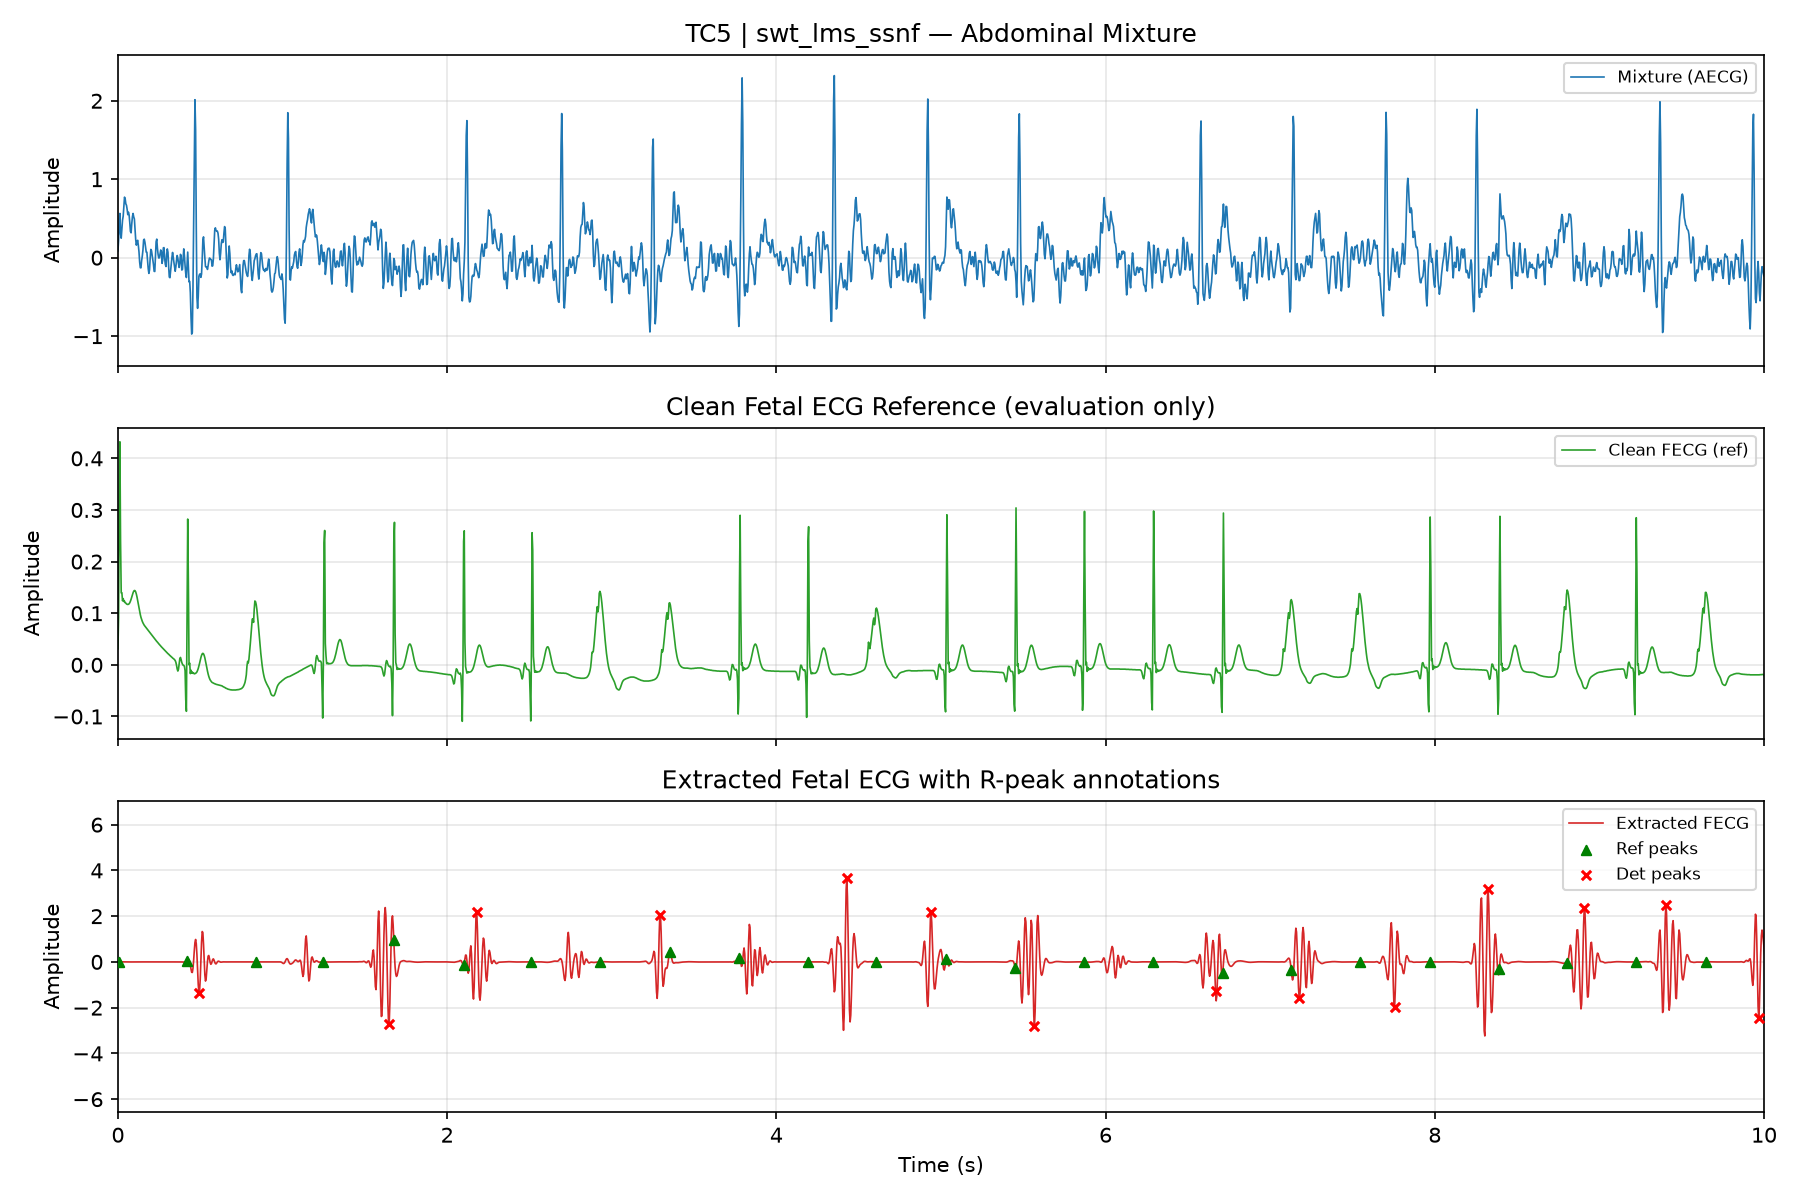 TC5 | swt_lms_ssnf — Abdominal Mixture
Mixture (AECG)
Amplitude
2
1
0
−1
Clean Fetal ECG Reference (evaluation only)
Clean FECG (ref)
Amplitude
0.4
0.3
0.2
0.1
0.0
−0.1
Extracted Fetal ECG with R-peak annotations
Extracted FECG
Ref peaks
Det peaks
Amplitude
6
4
2
0
−2
−4
−6
0 2 4 6 8 10
Time (s)